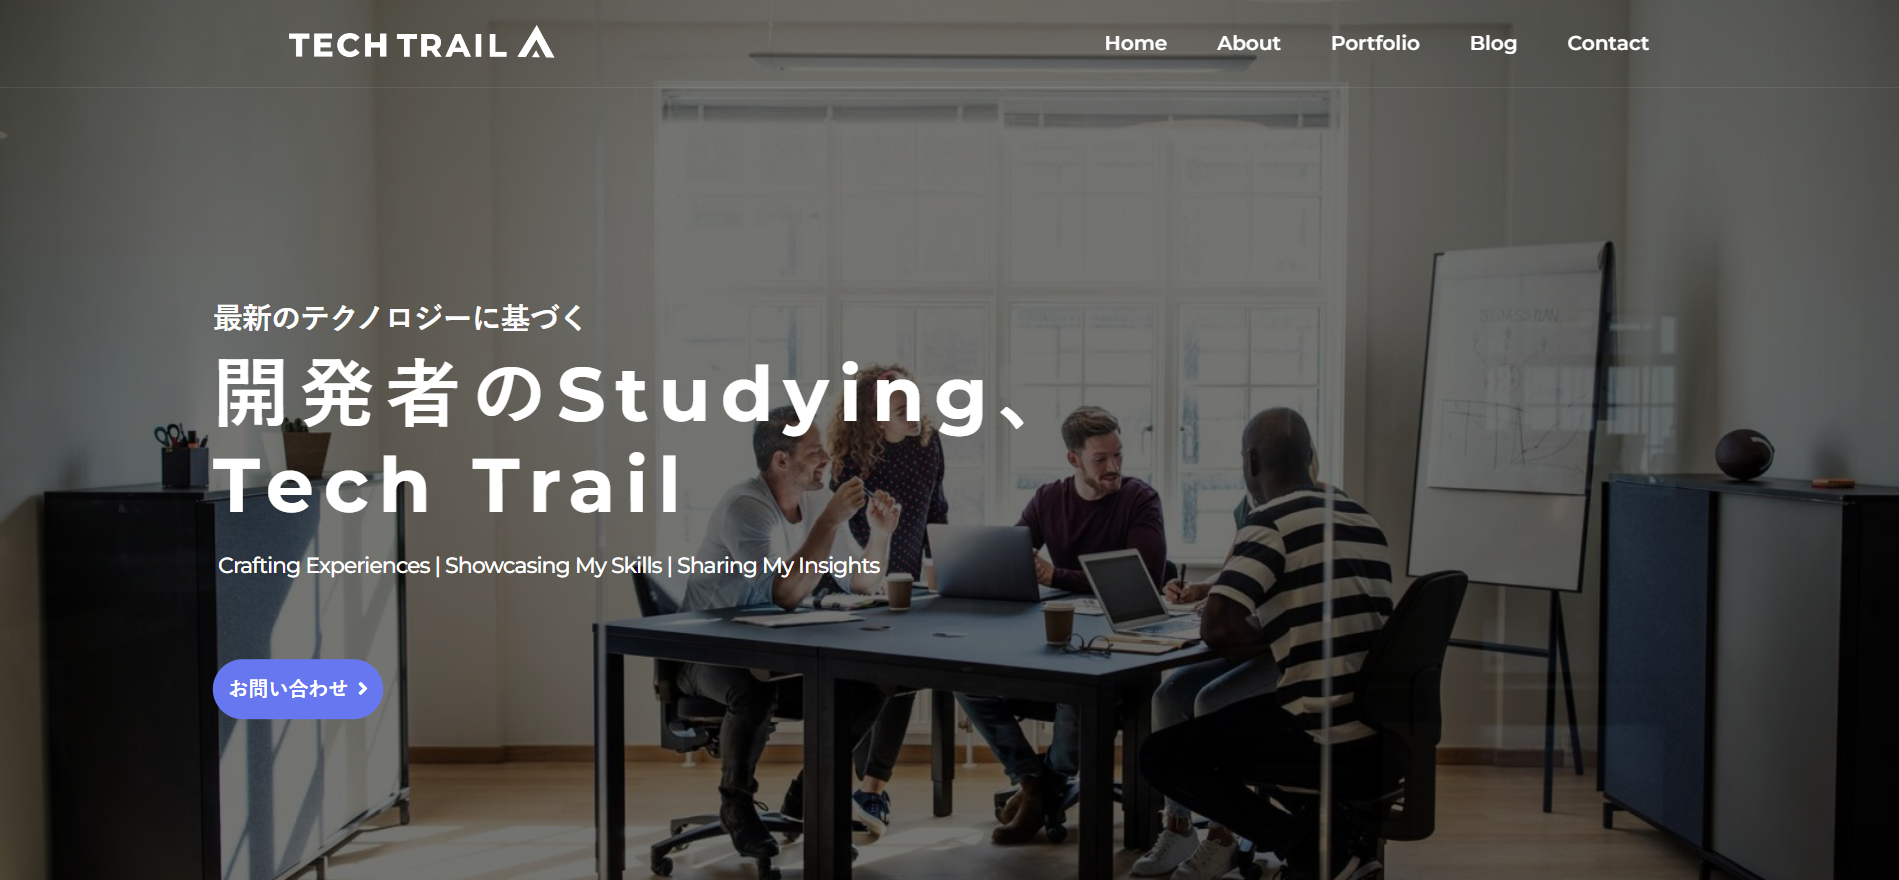 TECH TRAIL
Home About Portfolio Blog Contact
最新のテクノロジーに基づく
開発者のStudying、
Tech Trail
Crafting Experiences | Showcasing My Skills | Sharing My Insights
お問い合わせ
BUSINESS PLAN